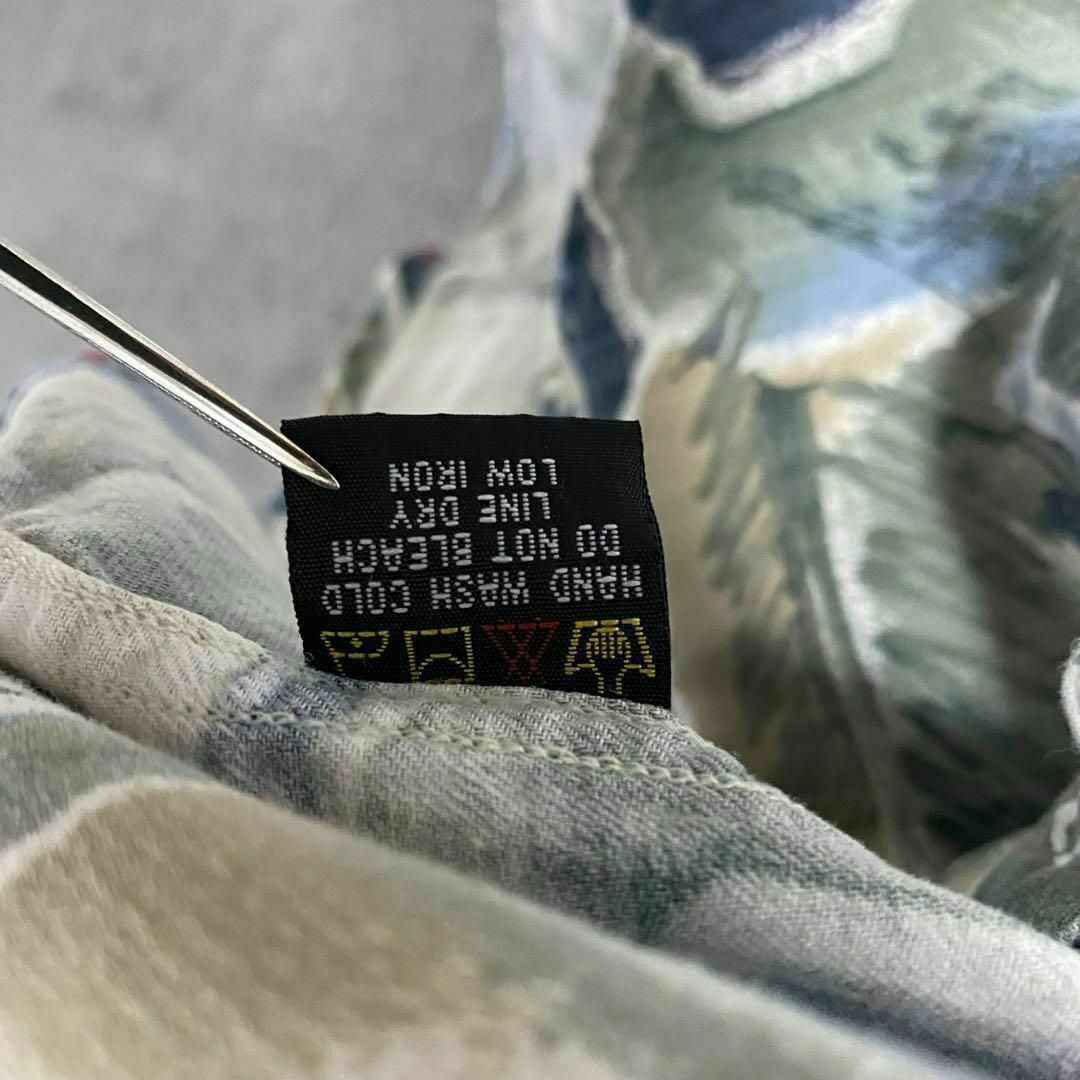 HAND WASH COLD
DO NOT BLEACH
LINE DRY
LOW IRON